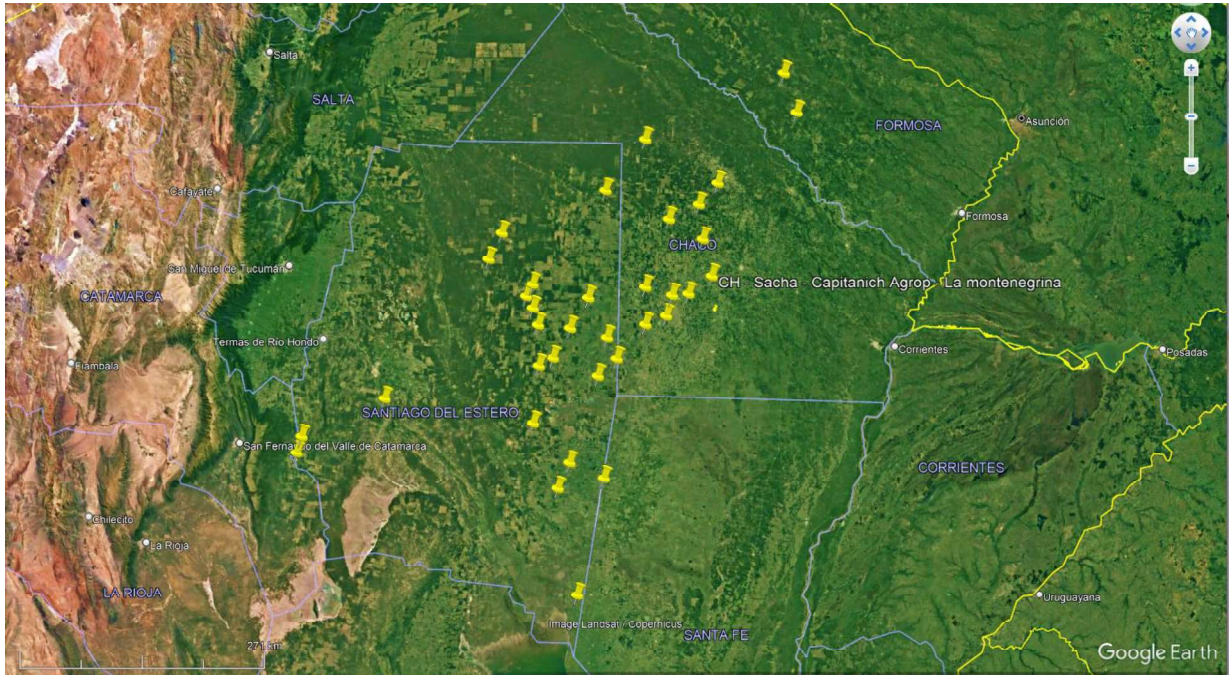 Salta
SALTA
Asunción
FORMOSA
Cafayate
Formosa
CHACO
San Miguel de Tucumán
CH Sacha Capitanich Agrop La montenegrina
CATAMARCA
Termas de Río Hondo
Corrientes
Posadas
Fiambala
SANTIAGO DEL ESTERO
San Fernando del Valle de Catamarca
CORRIENTES
Chilecito
La Rioja
LA RIOJA
Uruguayana
Image Landsat / Copernicus
SANTA FE
271 km
Google Earth